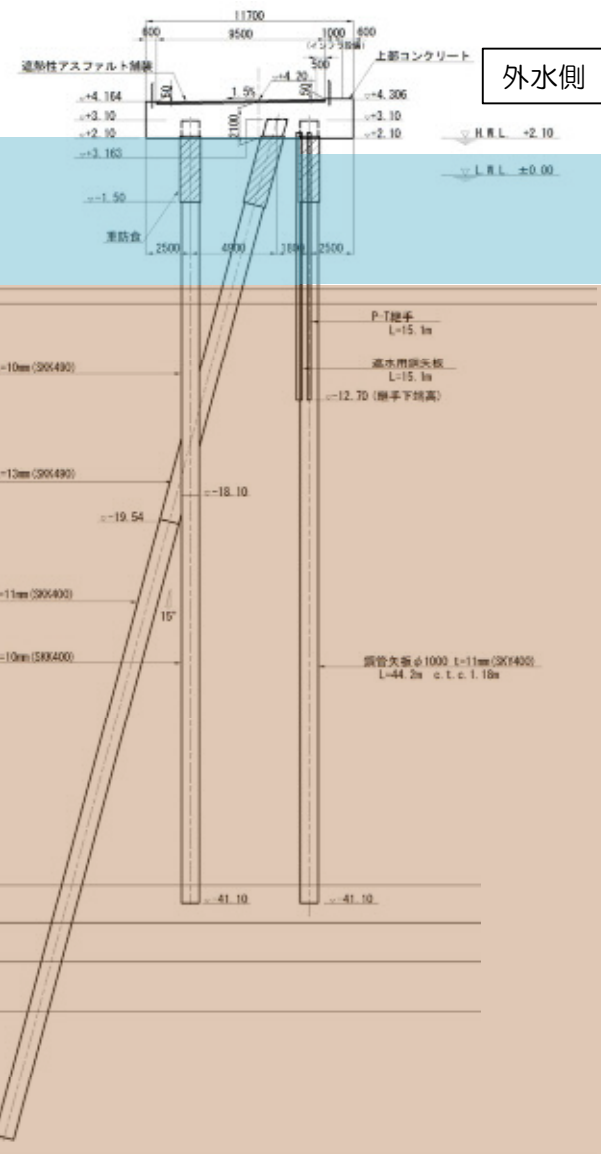 11700
600 9500 1000 600
(インフラ設備)
500
遮熱性アスファルト舗装
上部コンクリート
外水側
+4.20
1.5%
50
50
+4.164
+4.306
+3.10
+3.10
+2.10
+2.10
2100
+3.163
H.W.L +2.10
L.W.L ±0.00
-1.50
重防食
2500 4900 1800 2500
P-T継手
L=15.1m
=10mm(SKK490)
遮水用鋼矢板
L=15.1m
-12.70 (継手下端高)
=13mm(SKK490)
-18.10
-19.54
=11mm(SKK400)
15°
=10mm(SKK400)
鋼管矢板φ1000 t=11mm(SKY400)
L=44.2m c.t.c.1.18m
-41.10
-41.10